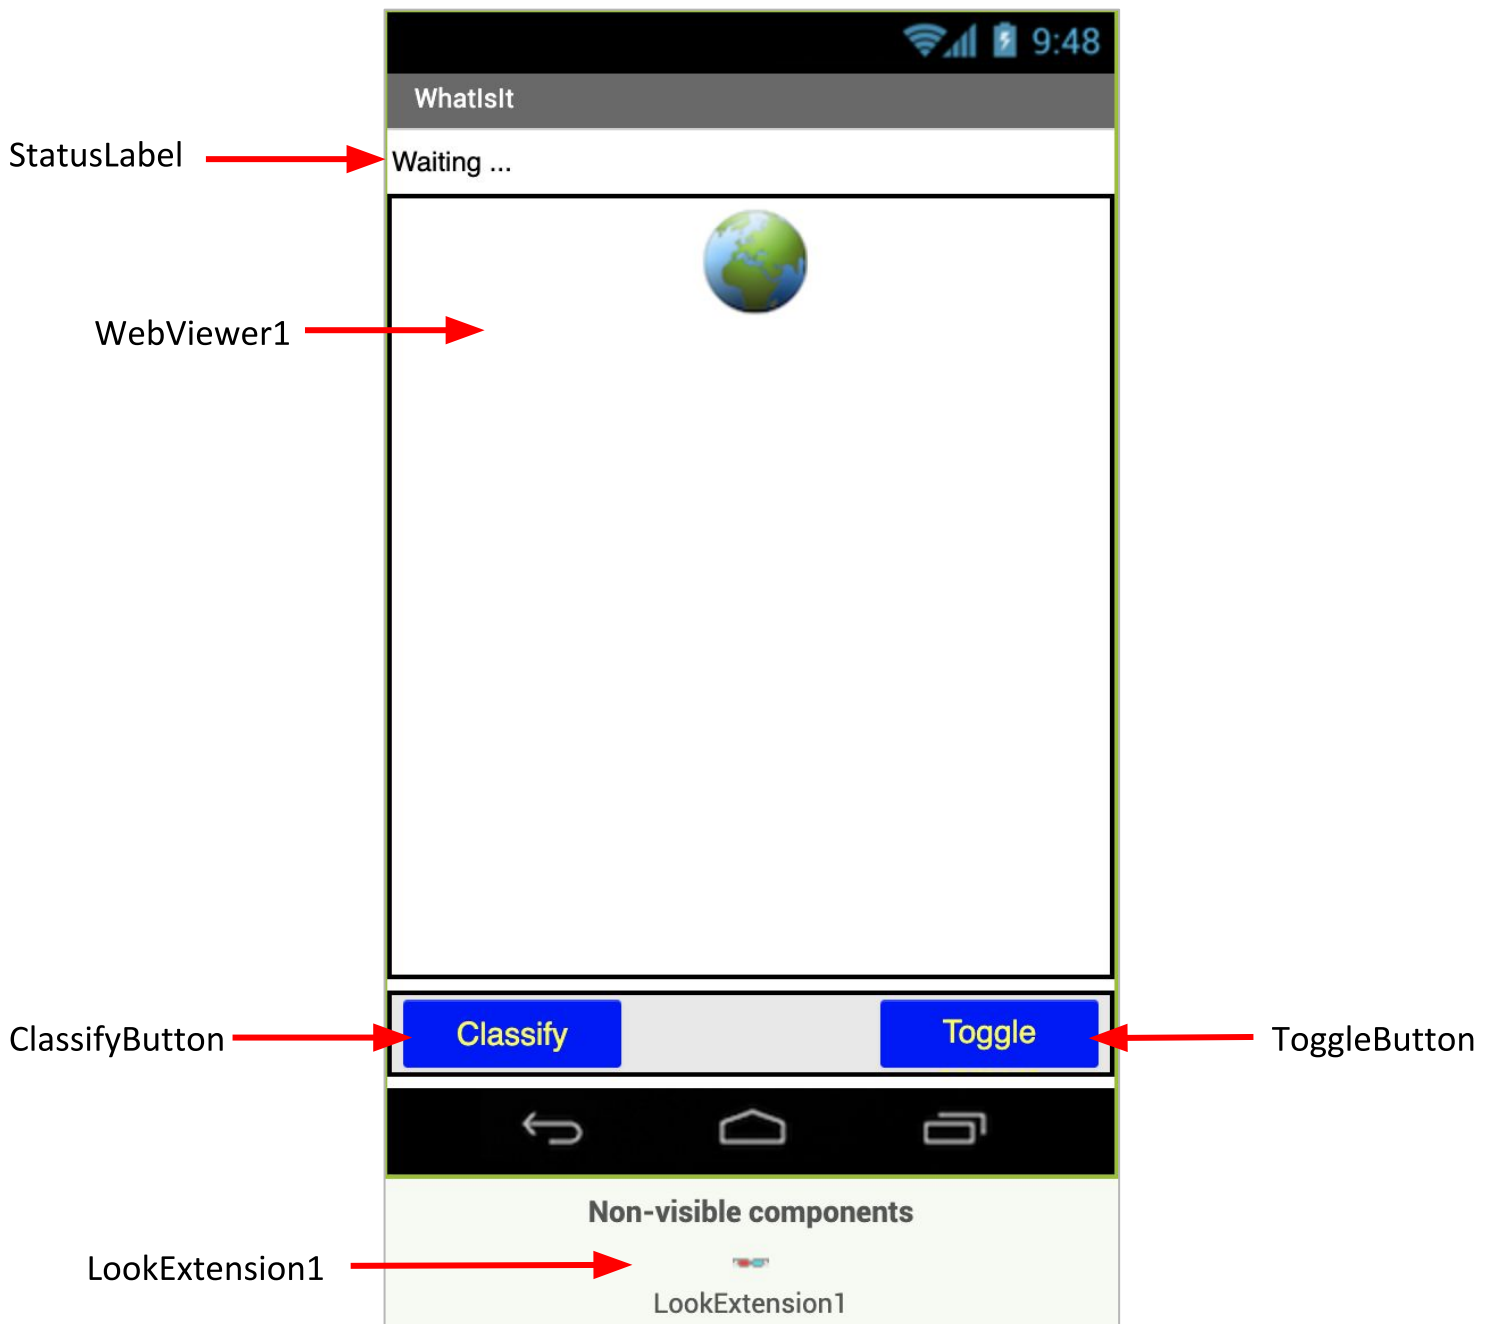 9:48
WhatIsIt
StatusLabel
Waiting ...
WebViewer1
ClassifyButton
Classify
Toggle
ToggleButton
Non-visible components
LookExtension1
LookExtension1